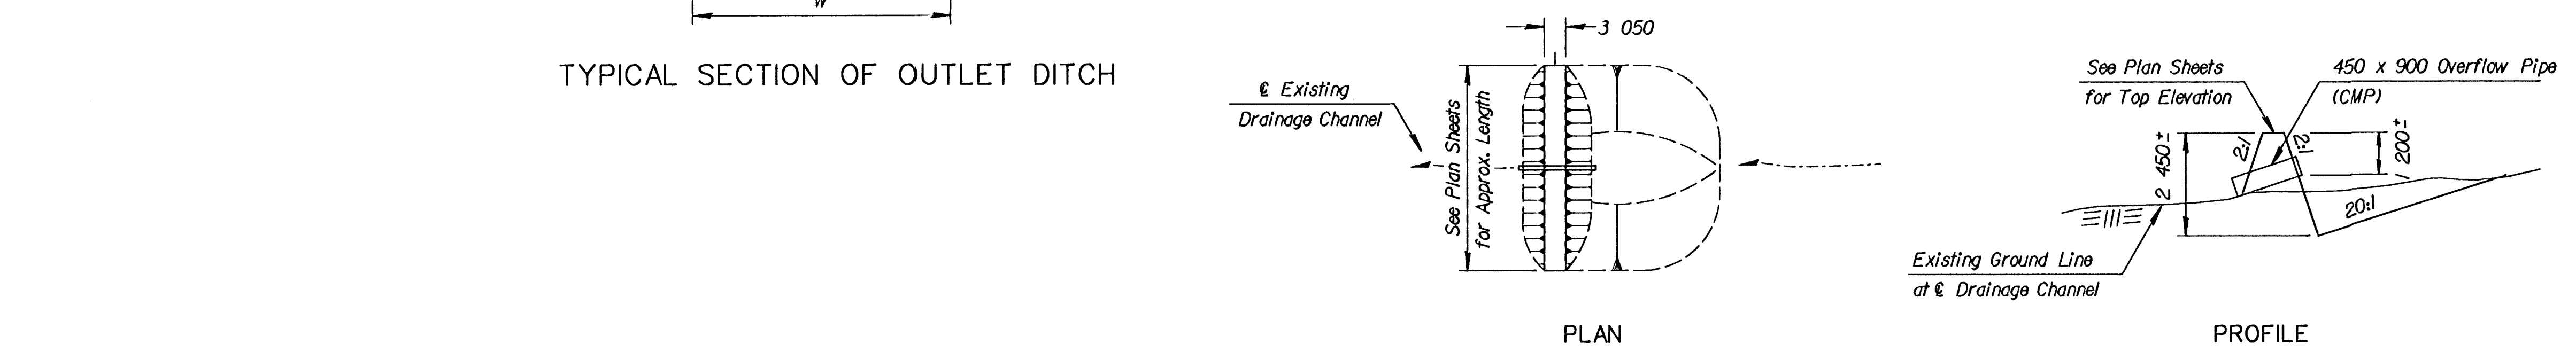 W
TYPICAL SECTION OF OUTLET DITCH
3 050
℄ Existing
Drainage Channel
See Plan Sheets
for Approx. Length
PLAN
See Plan Sheets
for Top Elevation
450 x 900 Overflow Pipe
(CMP)
2 450±
2:1
2:1
1 200±
20:1
Existing Ground Line
at ℄ Drainage Channel
PROFILE